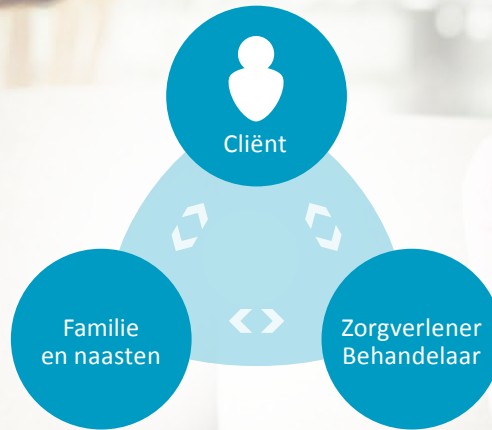 Cliënt
Familie
en naasten
Zorgverlener
Behandelaar